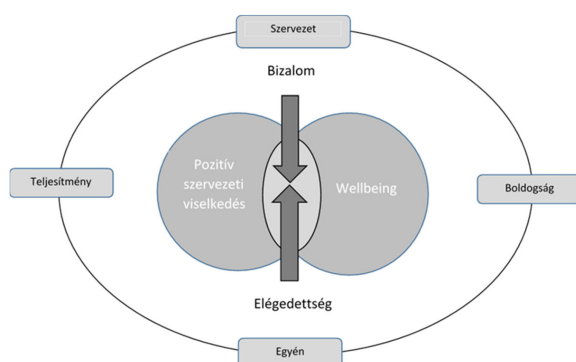 Szervezet
Bizalom
Teljesítmény
Pozitív
szervezeti
viselkedés
Wellbeing
Boldogság
Elégedettség
Egyén